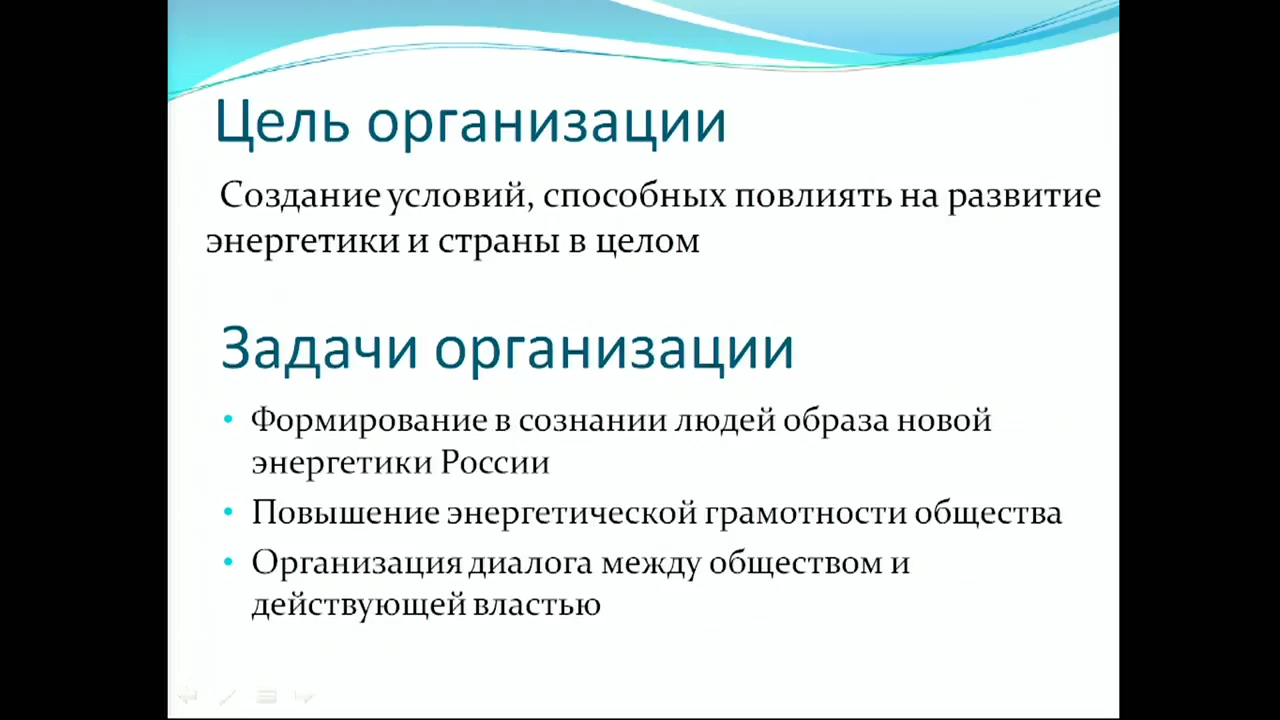 Цель организации
Создание условий, способных повлиять на развитие
энергетики и страны в целом
Задачи организации
• Формирование в сознании людей образа новой
энергетики России
• Повышение энергетической грамотности общества
• Организация диалога между обществом и
действующей властью